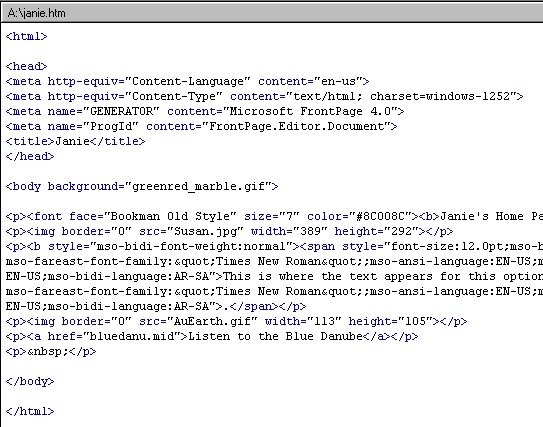 A:\janie.htm
<html>
<head>
<meta http-equiv="Content-Language" content="en-us">
<meta http-equiv="Content-Type" content="text/html; charset=windows-1252">
<meta name="GENERATOR" content="Microsoft FrontPage 4.0">
<meta name="ProgId" content="FrontPage.Editor.Document">
<title>Janie</title>
</head>
<body background="greenred_marble.gif">
<p><font face="Bookman Old Style" size="7" color="#8C008C"><b>Janie's Home Pa
<p><img border="0" src="Susan.jpg" width="389" height="292"></p>
<p><b style="mso-bidi-font-weight:normal"><span style="font-size:12.0pt;mso-b
mso-fareast-font-family:&quot;Times New Roman&quot;;mso-ansi-language:EN-US;m
EN-US;mso-bidi-language:AR-SA">This is where the text appears for this option
mso-fareast-font-family:&quot;Times New Roman&quot;;mso-ansi-language:EN-US;m
EN-US;mso-bidi-language:AR-SA">.</span></p>
<p><img border="0" src="AuEarth.gif" width="113" height="105"></p>
<p><a href="bluedanu.mid">Listen to the Blue Danube</a></p>
<p>&nbsp;</p>
</body>
</html>